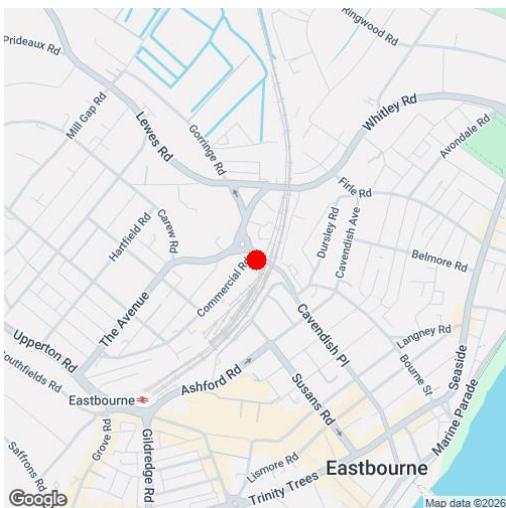 Ringwood Rd
Prideaux Rd
Mill Gap Rd
Lewes Rd
Gorringe Rd
Whitley Rd
Avondale Rd
Firle Rd
Hartfield Rd
Carew Rd
Dursley Rd
Cavendish Ave
Belmore Rd
Commercial Rd
The Avenue
Cavendish Pl
Langney Rd
Bourne St
Seaside
Marine Parade
Upperton Rd
Southfields Rd
Ashford Rd
Eastbourne
Susans Rd
Grove Rd
Gildredge Rd
Saffrons Rd
Lismore Rd
Eastbourne
Trinity Trees
Google
Map data ©2026